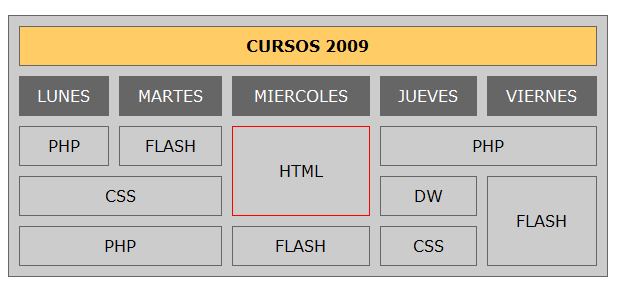 CURSOS 2009
LUNES MARTES MIERCOLES JUEVES VIERNES
PHP FLASH HTML PHP
CSS DW FLASH
PHP FLASH CSS